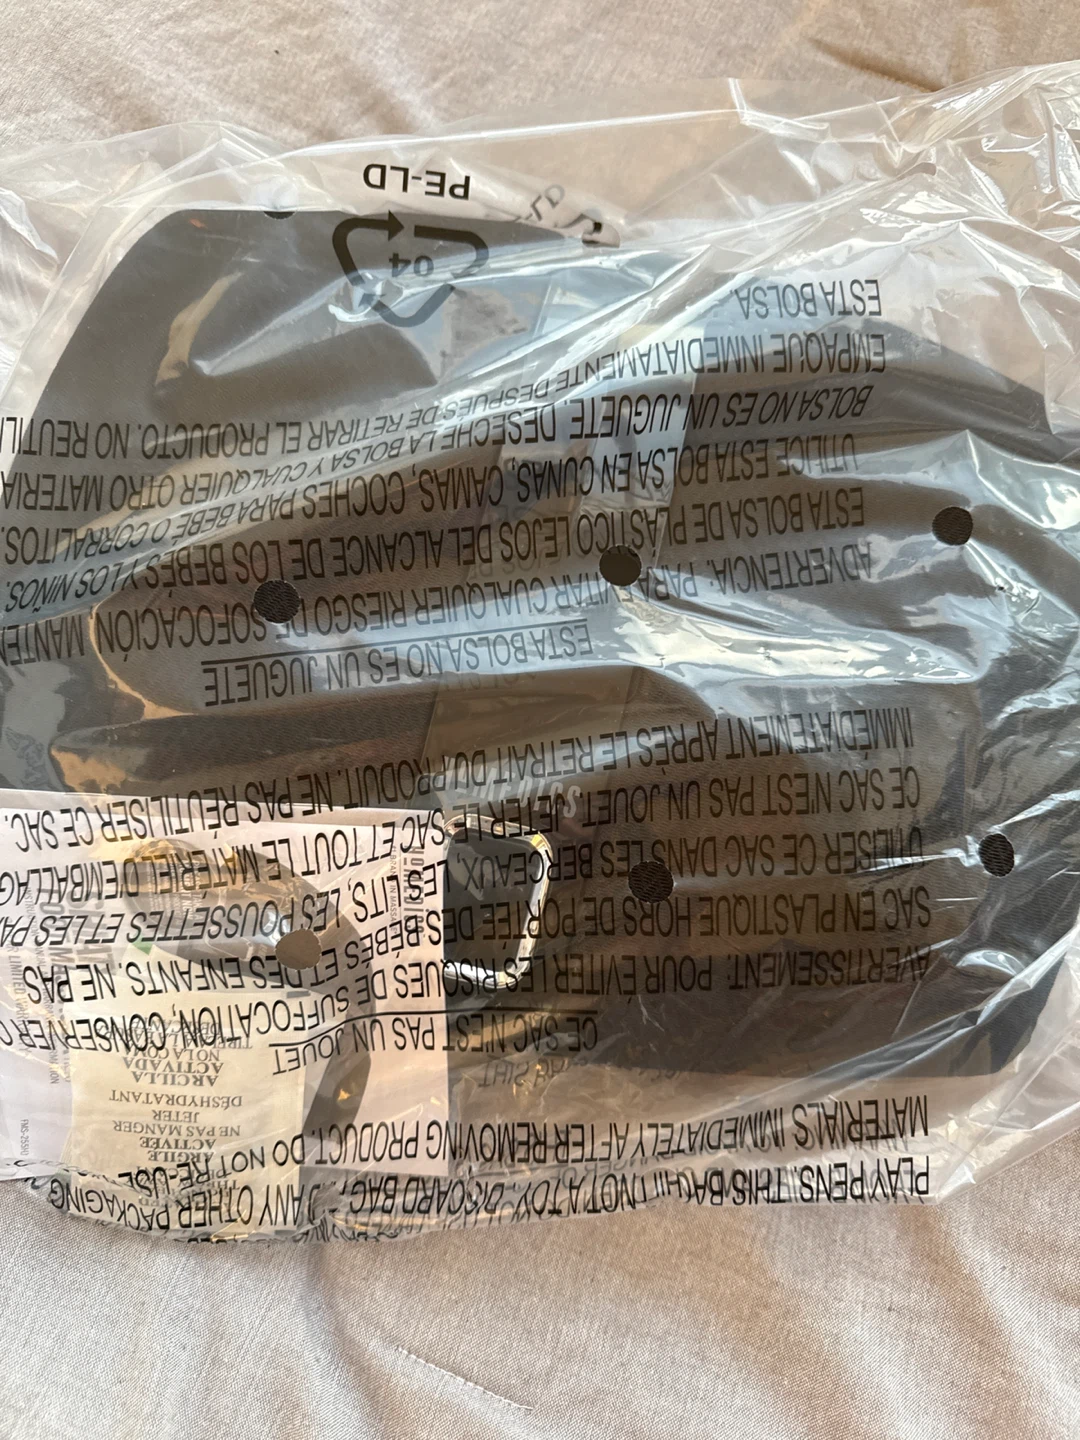 PLAY PENS. THIS BAG IS NOT A TOY. DISCARD BAG ANY OTHER PACKAGING
MATERIALS IMMEDIATELY AFTER REMOVING PRODUCT. DO NOT RE-USE
THIS
CE SAC N'EST PAS UN JOUET
AVERTISSEMENT: POUR ÉVITER LES RISQUES DE SUFFOCATION, CONSERVER
SAC EN PLASTIQUE HORS DE PORTÉE DES BÉBÉS ET DES ENFANTS. NE PAS
UTILISER CE SAC DANS LES BERCEAUX, LES LITS, LES POUSSETTES ET LES
CE SAC N'EST PAS UN JOUET. JETER LE SAC ET TOUT LE MATÉRIEL D'EMBALLAG
IMMÉDIATEMENT APRÈS LE RETRAIT DU PRODUIT. NE PAS RÉUTILISER CE SAC.
ESTA BOLSA NO ES UN JUGUETE
ADVERTENCIA: PARA EVITAR CUALQUIER RIESGO DE SOFOCACIÓN, MANTEN
ESTA BOLSA DE PLÁSTICO LEJOS DEL ALCANCE DE LOS BEBÉS Y LOS NIÑOS.
UTILICE ESTA BOLSA EN CUNAS, CAMAS, COCHES PARA BEBÉ O CORRALITOS.
BOLSA NO ES UN JUGUETE. DESECHE LA BOLSA Y CUALQUIER OTRO MATERIA
EMPAQUE INMEDIATAMENTE DESPUÉS DE RETIRAR EL PRODUCTO. NO REUTILI
ESTA BOLSA.
04
PE-LD
ARGILE
ACTIVÉE
NE PAS MANGER
JETER
DÉSHYDRATANT
ARCILLA
ACTIVADA
NO LA COMA